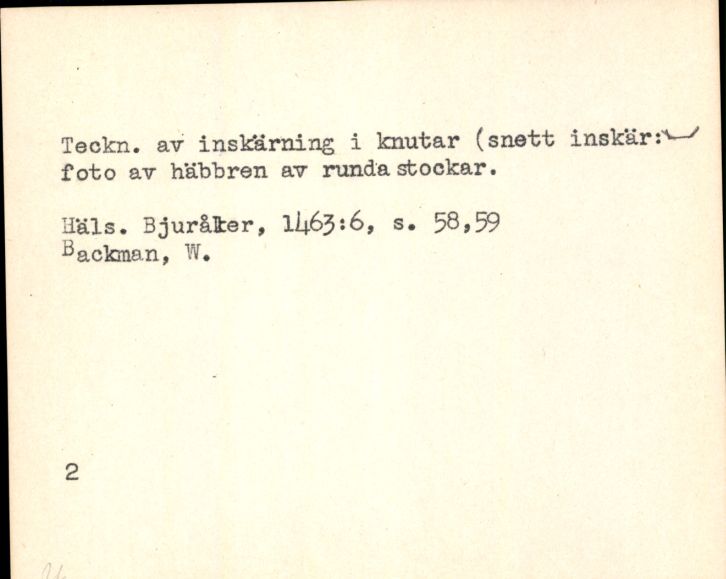 Teckn. av inskärning i knutar (snett inskär:
foto av häbbren av runda stockar.
Häls. Bjuråker, 1463:6, s. 58,59
Backman, W.
2